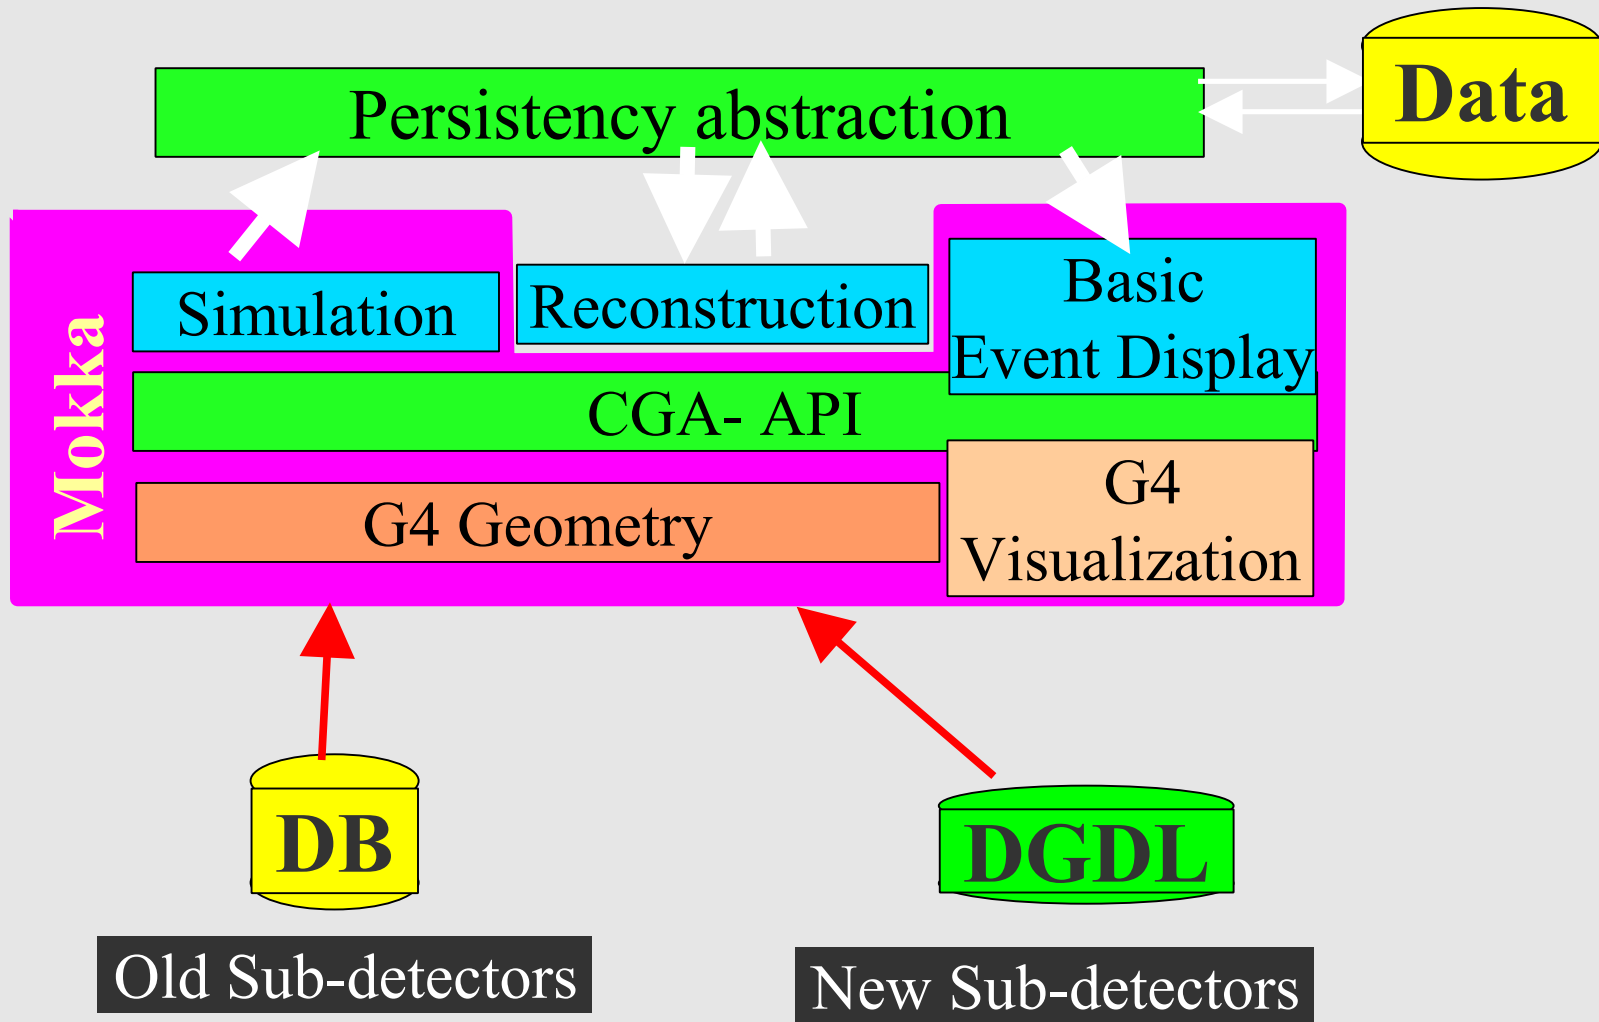 Persistency abstraction
Data
Simulation
Reconstruction
Basic
Event Display
Mokka
CGA- API
G4 Geometry
G4
Visualization
DB
DGDL
Old Sub-detectors
New Sub-detectors